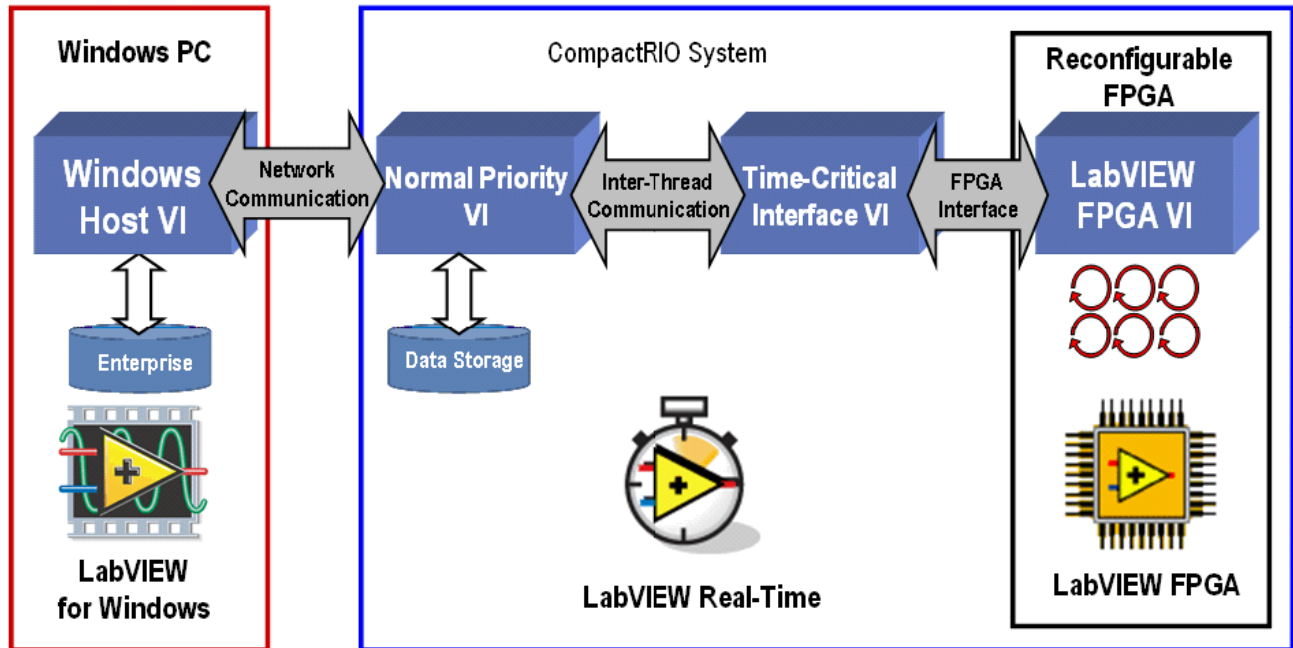 Windows PC
CompactRIO System
Reconfigurable
FPGA
Windows
Host VI
Network
Communication
Normal Priority
VI
Inter-Thread
Communication
Time-Critical
Interface VI
FPGA
Interface
LabVIEW
FPGA VI
Enterprise
Data Storage
LabVIEW
for Windows
LabVIEW Real-Time
LabVIEW FPGA